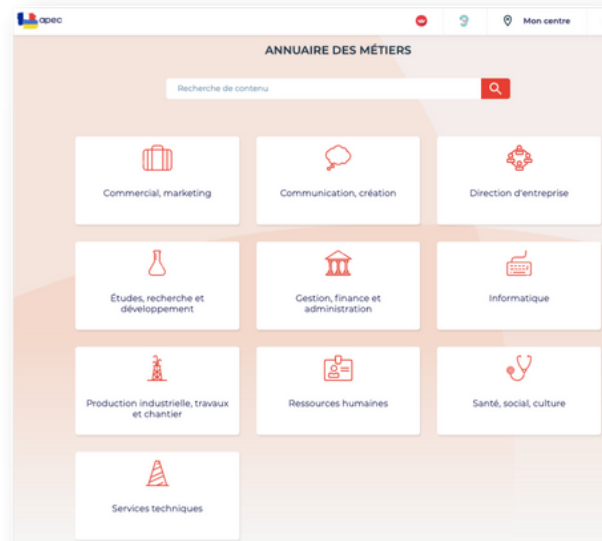 apec
Mon centre
ANNUAIRE DES MÉTIERS
Recherche de contenu
Commercial, marketing
Communication, création
Direction d'entreprise
Études, recherche et
développement
Gestion, finance et
administration
Informatique
Production industrielle, travaux
et chantier
Ressources humaines
Santé, social, culture
Services techniques